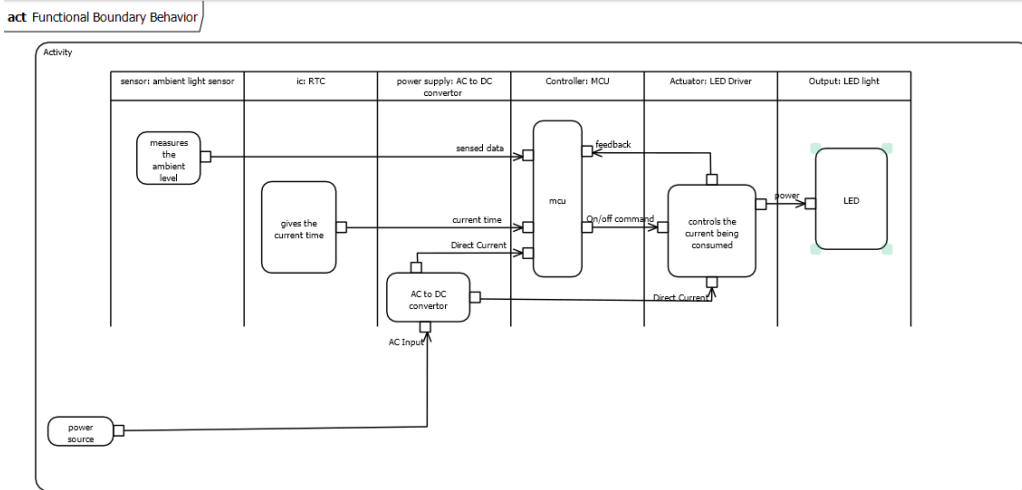 act Functional Boundary Behavior
Activity
sensor: ambient light sensor
ic: RTC
power supply: AC to DC
convertor
Controller: MCU
Actuator: LED Driver
Output: LED light
measures
the
ambient
level
sensed data
feedback
mcu
power
LED
gives the
current time
current time
On/off command
controls the
current being
consumed
Direct Current
AC to DC
convertor
Direct Current
AC Input
power
source